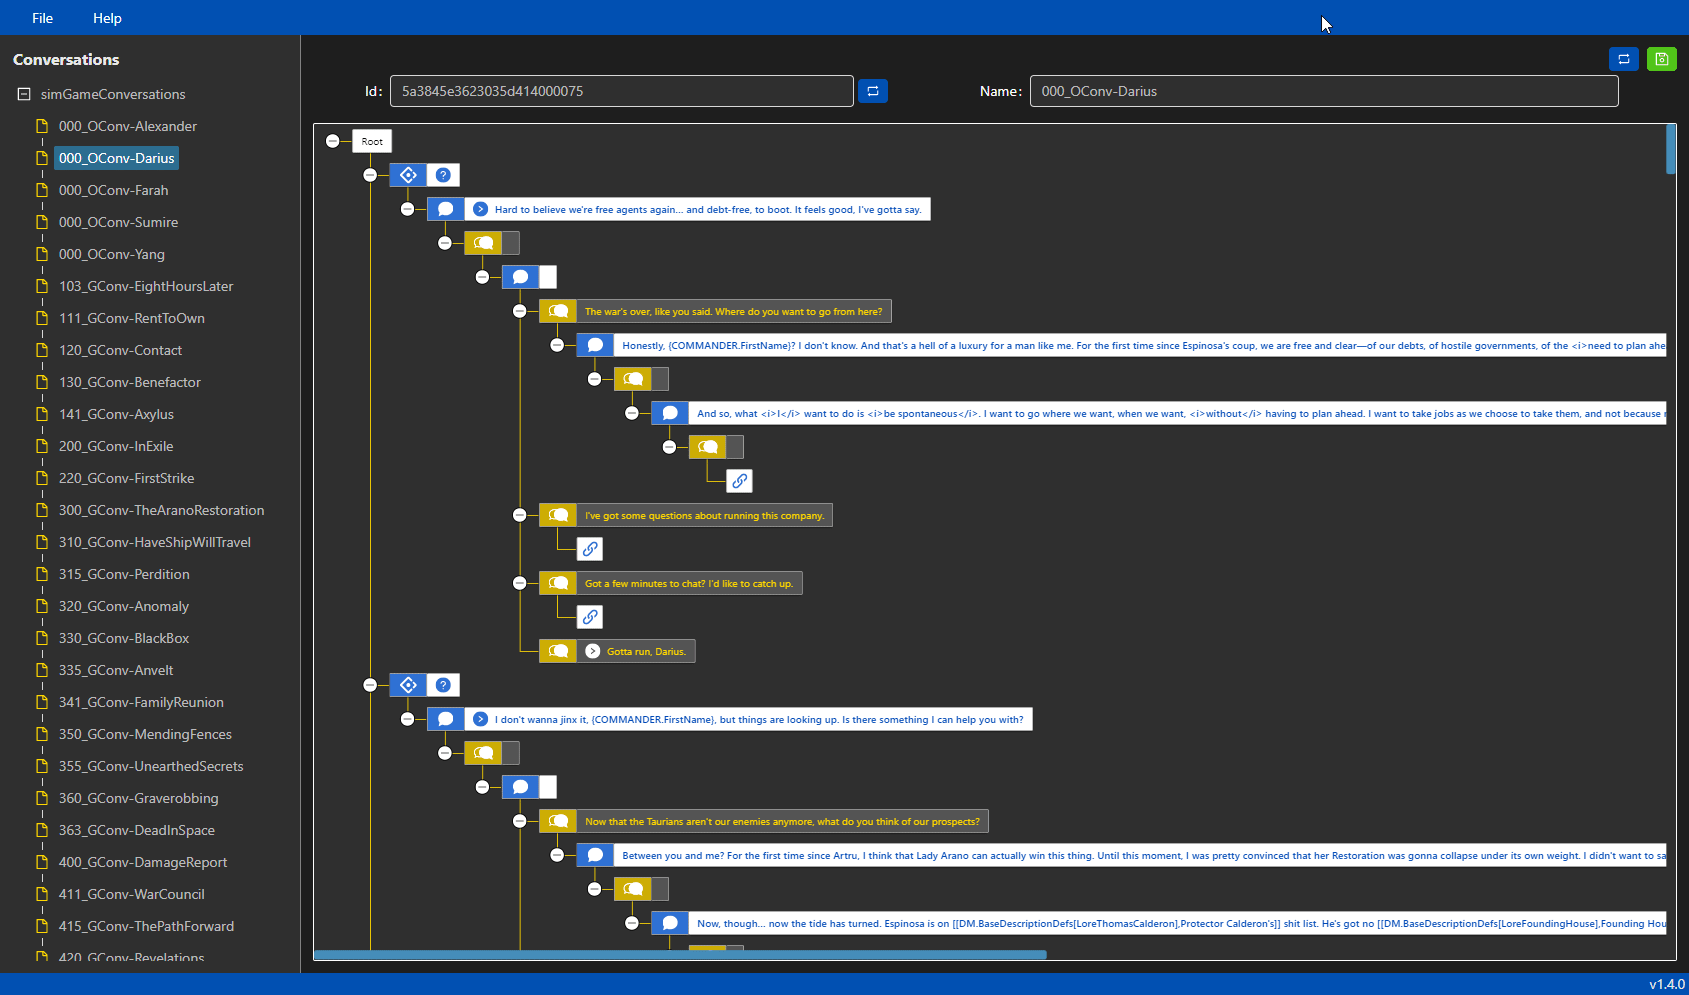 File Help
Conversations
simGameConversations
000_OConv-Alexander
000_OConv-Darius
000_OConv-Farah
000_OConv-Sumire
000_OConv-Yang
103_GConv-EightHoursLater
111_GConv-RentToOwn
120_GConv-Contact
130_GConv-Benefactor
141_GConv-Axylus
200_GConv-InExile
220_GConv-FirstStrike
300_GConv-TheAranoRestoration
310_GConv-HaveShipWillTravel
315_GConv-Perdition
320_GConv-Anomaly
330_GConv-BlackBox
335_GConv-Anvelt
341_GConv-FamilyReunion
350_GConv-MendingFences
355_GConv-UnearthedSecrets
360_GConv-Graverobbing
363_GConv-DeadInSpace
400_GConv-DamageReport
411_GConv-WarCouncil
415_GConv-ThePathForward
420_GConv-Revelations
Id: 5a3845e3623035d414000075
Name: 000_OConv-Darius
Root
Hard to believe we're free agents again... and debt-free, to boot. It feels good, I've gotta say.
The war's over, like you said. Where do you want to go from here?
Honestly, {COMMANDER.FirstName}? I don't know. And that's a hell of a luxury for a man like me. For the first time since Espinosa's coup, we are free and clear—of our debts, of hostile governments, of the <i>need to plan ahe
And so, what <i>I</i> want to do is <i>be spontaneous</i>. I want to go where we want, when we want, <i>without</i> having to plan ahead. I want to take jobs as we choose to take them, and not because
I've got some questions about running this company.
Got a few minutes to chat? I'd like to catch up.
Gotta run, Darius.
I don't wanna jinx it, {COMMANDER.FirstName}, but things are looking up. Is there something I can help you with?
Now that the Taurians aren't our enemies anymore, what do you think of our prospects?
Between you and me? For the first time since Artru, I think that Lady Arano can actually win this thing. Until this moment, I was pretty convinced that her Restoration was gonna collapse under its own weight. I didn't want to sa
Now, though... now the tide has turned. Espinosa is on [[DM.BaseDescriptionDefs[LoreThomasCalderon],Protector Calderon's]] shit list. He's got no [[DM.BaseDescriptionDefs[LoreFoundingHouse],Founding Hou
v1.4.0